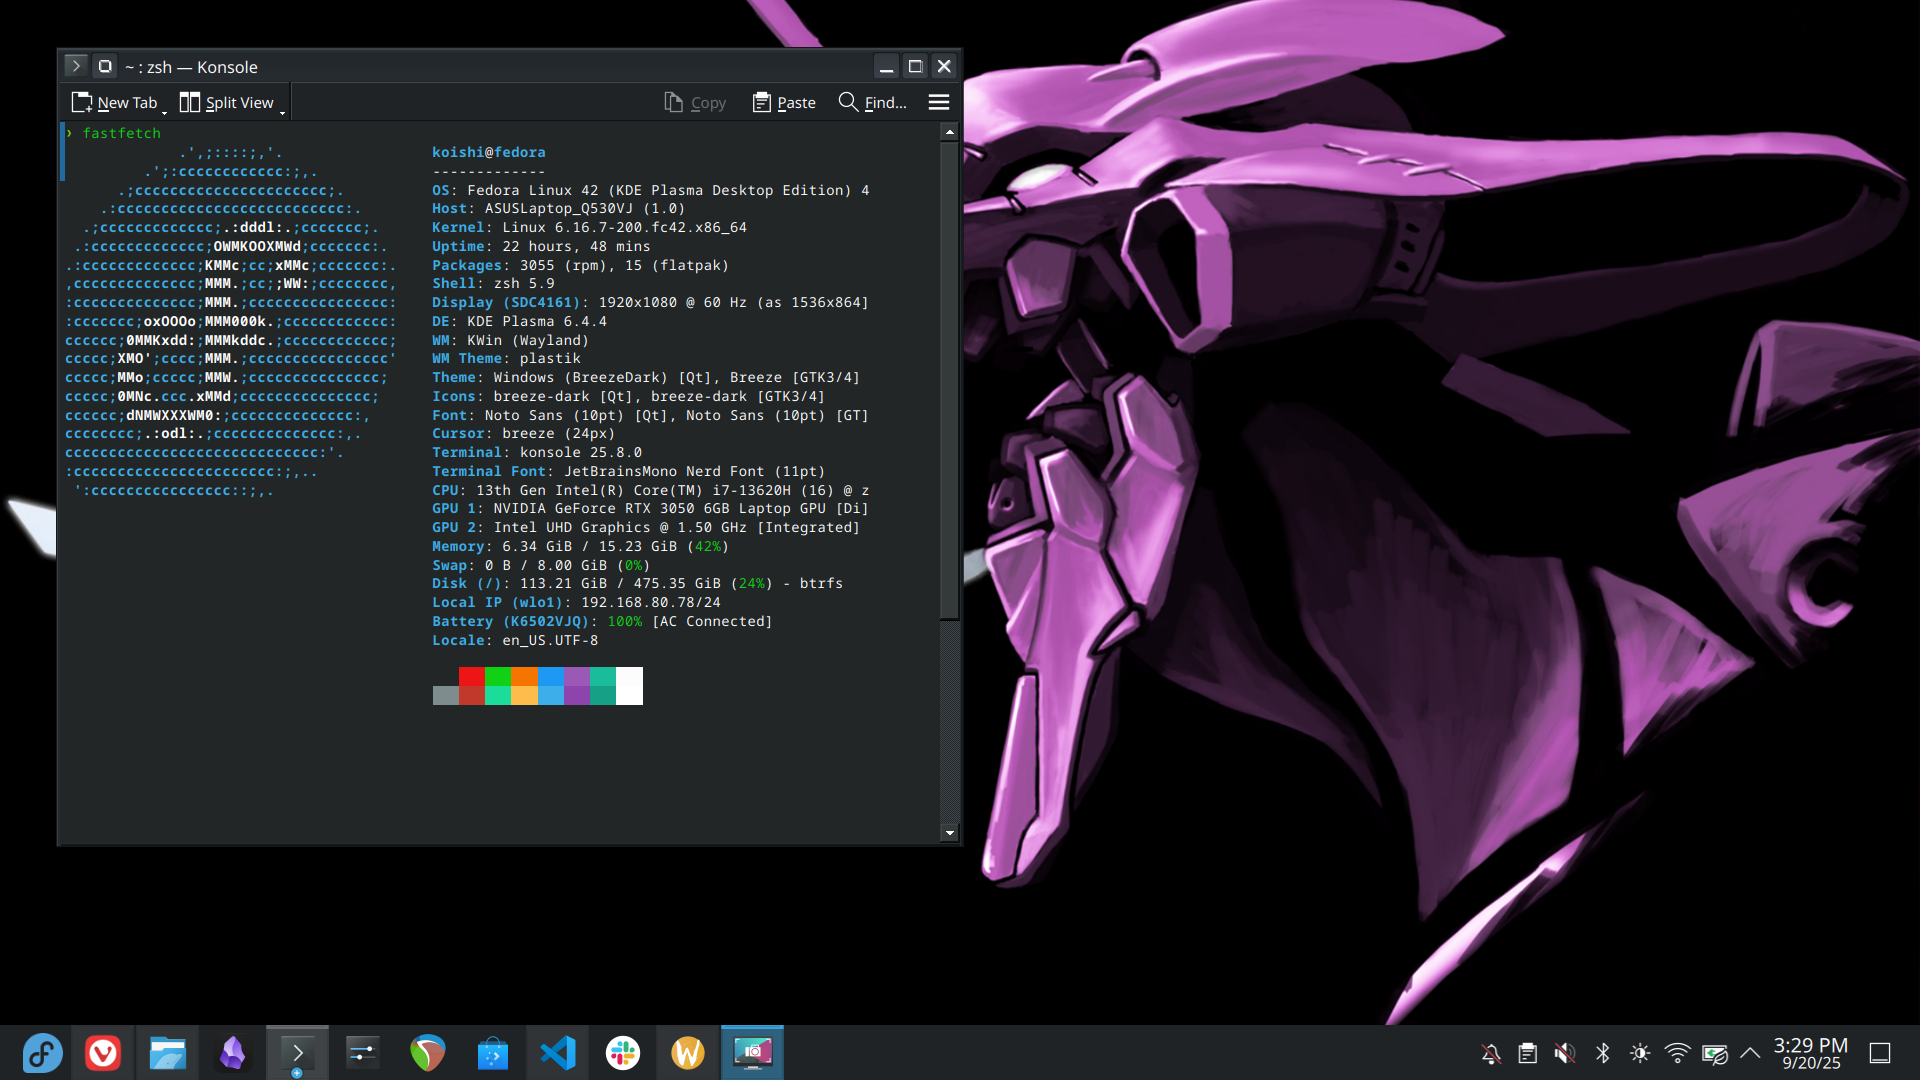 ~ : zsh — Konsole
New Tab Split View Copy Paste Find...
❯ fastfetch
.',;::::;,'.
.';:cccccccccccc:;,.
.;cccccccccccccccccccccc;.
.:cccccccccccccccccccccccccc:.
.;ccccccccccccc;.:dddl:.;ccccccc;.
.:ccccccccccccc;OWMKOOXMWd;ccccccc:.
.:ccccccccccccc;KMMc;cc;xMMc;ccccccc:.
,cccccccccccccc;MMM.;cc;;WW:;cccccccc,
:cccccccccccccc;MMM.;cccccccccccccccc:
:ccccccc;oxOOOo;MMM000k.;cccccccccccc:
cccccc;0MMKxdd:;MMMkddc.;cccccccccccc;
ccccc;XMO';cccc;MMM.;cccccccccccccccc'
ccccc;MMo;ccccc;MMW.;ccccccccccccccc;
ccccc;0MNc.ccc.xMMd;ccccccccccccccc;
cccccc;dNMWXXXWM0:;cccccccccccccc:,
cccccccc;.:odl:.;cccccccccccccc:,.
ccccccccccccccccccccccccccccc:'.
:ccccccccccccccccccccccc:;,..
':cccccccccccccccc::;,.
koishi@fedora
-------------
OS: Fedora Linux 42 (KDE Plasma Desktop Edition) 4
Host: ASUSLaptop_Q530VJ (1.0)
Kernel: Linux 6.16.7-200.fc42.x86_64
Uptime: 22 hours, 48 mins
Packages: 3055 (rpm), 15 (flatpak)
Shell: zsh 5.9
Display (SDC4161): 1920x1080 @ 60 Hz (as 1536x864]
DE: KDE Plasma 6.4.4
WM: KWin (Wayland)
WM Theme: plastik
Theme: Windows (BreezeDark) [Qt], Breeze [GTK3/4]
Icons: breeze-dark [Qt], breeze-dark [GTK3/4]
Font: Noto Sans (10pt) [Qt], Noto Sans (10pt) [GT]
Cursor: breeze (24px)
Terminal: konsole 25.8.0
Terminal Font: JetBrainsMono Nerd Font (11pt)
CPU: 13th Gen Intel(R) Core(TM) i7-13620H (16) @ z
GPU 1: NVIDIA GeForce RTX 3050 6GB Laptop GPU [Di]
GPU 2: Intel UHD Graphics @ 1.50 GHz [Integrated]
Memory: 6.34 GiB / 15.23 GiB (42%)
Swap: 0 B / 8.00 GiB (0%)
Disk (/): 113.21 GiB / 475.35 GiB (24%) - btrfs
Local IP (wlo1): 192.168.80.78/24
Battery (K6502VJQ): 100% [AC Connected]
Locale: en_US.UTF-8
3:29 PM
9/20/25